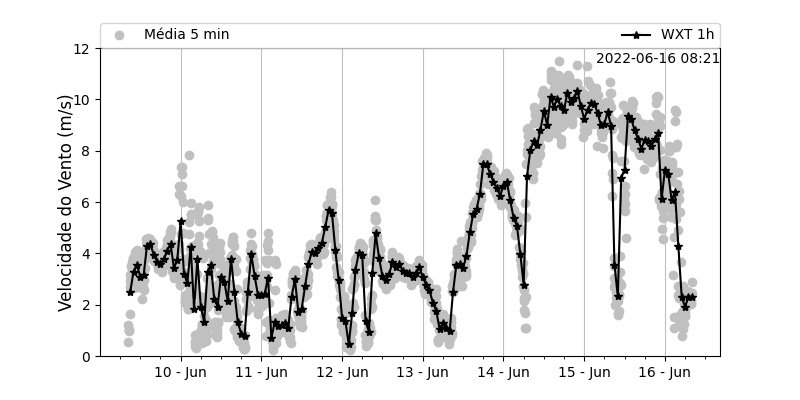 Média 5 min
WXT 1h
2022-06-16 08:21
Velocidade do Vento (m/s)
12
10
8
6
4
2
0
10 - Jun
11 - Jun
12 - Jun
13 - Jun
14 - Jun
15 - Jun
16 - Jun